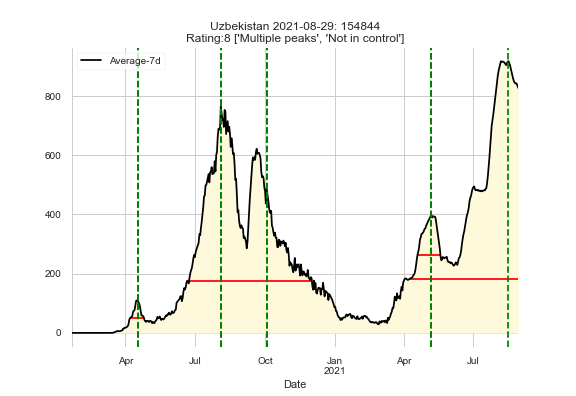 Uzbekistan 2021-08-29: 154844
Rating:8 ['Multiple peaks', 'Not in control']
Average-7d
800
600
400
200
0
Apr Jul Oct Jan Apr Jul
2021
Date